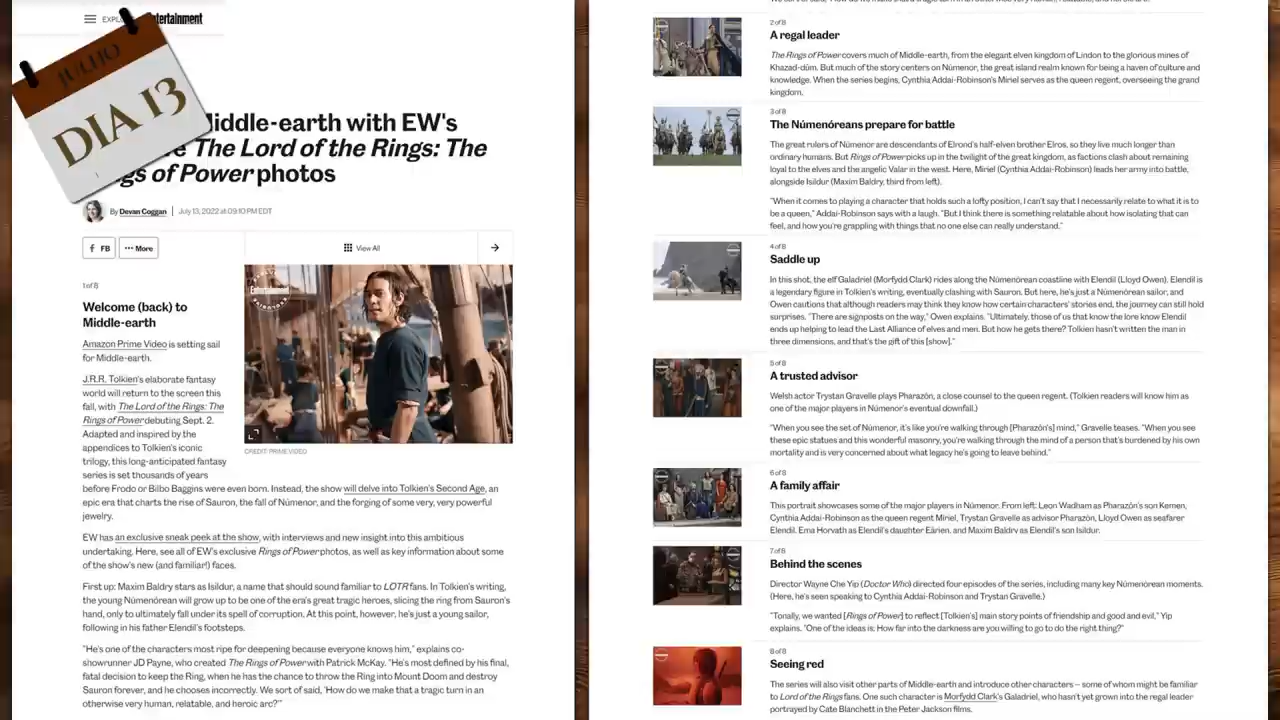 EXPLO
Entertainment
JULIO
DIA 13
Middle-earth with EW's
The Lord of the Rings: The
gs of Power photos
By Devan Coggan | July 13, 2022 at 09:10 PM EDT
FB
More
View All
1 of 8
Welcome (back) to
Middle-earth
Amazon Prime Video is setting sail
for Middle-earth.
J.R.R. Tolkien's elaborate fantasy
world will return to the screen this
fall, with The Lord of the Rings: The
Rings of Power debuting Sept. 2.
Adapted and inspired by the
appendices to Tolkien's iconic
trilogy, this long-anticipated fantasy
series is set thousands of years
before Frodo or Bilbo Baggins were even born. Instead, the show will delve into Tolkien's Second Age, an
epic era that charts the rise of Sauron, the fall of Númenor, and the forging of some very, very powerful
jewelry.
Entertainment
CREDIT: PRIME VIDEO
EW has an exclusive sneak peek at the show, with interviews and new insight into this ambitious
undertaking. Here, see all of EW's exclusive Rings of Power photos, as well as key information about some
of the show's new (and familiar!) faces.
First up: Maxim Baldry stars as Isildur, a name that should sound familiar to LOTR fans. In Tolkien's writing,
the young Númenórean will grow up to be one of the era's great tragic heroes, slicing the ring from Sauron's
hand, only to ultimately fall under its spell of corruption. At this point, however, he's just a young sailor,
following in his father Elendil's footsteps.
"He's one of the characters most ripe for deepening because everyone knows him," explains co-
showrunner JD Payne, who created The Rings of Power with Patrick McKay. "He's most defined by his final,
fatal decision to keep the Ring, when he has the chance to throw the Ring into Mount Doom and destroy
Sauron forever, and he chooses incorrectly. We sort of said, 'How do we make that a tragic turn in an
otherwise very human, relatable, and heroic arc?'"
2 of 8
A regal leader
The Rings of Power covers much of Middle-earth, from the elegant elven kingdom of Lindon to the glorious mines of
Khazad-dûm. But much of the story centers on Númenor, the great island realm known for being a haven of culture and
knowledge. When the series begins, Cynthia Addai-Robinson's Míriel serves as the queen regent, overseeing the grand
kingdom.
3 of 8
The Númenóreans prepare for battle
The great rulers of Númenor are descendants of Elrond's half-elven brother Elros, so they live much longer than
ordinary humans. But Rings of Power picks up in the twilight of the great kingdom, as factions clash about remaining
loyal to the elves and the angelic Valar in the west. Here, Míriel (Cynthia Addai-Robinson) leads her army into battle,
alongside Isildur (Maxim Baldry, third from left).
"When it comes to playing a character that holds such a lofty position, I can't say that I necessarily relate to what it is to
be a queen," Addai-Robinson says with a laugh. "But I think there is something relatable about how isolating that can
feel, and how you're grappling with things that no one else can really understand."
4 of 8
Saddle up
In this shot, the elf Galadriel (Morfydd Clark) rides along the Númenórean coastline with Elendil (Lloyd Owen). Elendil is
a legendary figure in Tolkien's writing, eventually clashing with Sauron. But here, he's just a Númenórean sailor, and
Owen cautions that although readers may think they know how certain characters' stories end, the journey can still hold
surprises. "There are signposts on the way," Owen explains. "Ultimately, those of us that know the lore know Elendil
ends up helping to lead the Last Alliance of elves and men. But how he gets there? Tolkien hasn't written the man in
three dimensions, and that's the gift of this [show]."
5 of 8
A trusted advisor
Welsh actor Trystan Gravelle plays Pharazôn, a close counsel to the queen regent. (Tolkien readers will know him as
one of the major players in Númenor's eventual downfall.)
"When you see the set of Númenor, it's like you're walking through [Pharazôn's] mind," Gravelle teases. "When you see
these epic statues and this wonderful masonry, you're walking through the mind of a person that's burdened by his own
mortality and is very concerned about what legacy he's going to leave behind."
6 of 8
A family affair
This portrait showcases some of the major players in Númenor. From left: Leon Wadham as Pharazôn's son Kemen,
Cynthia Addai-Robinson as the queen regent Míriel, Trystan Gravelle as advisor Pharazôn, Lloyd Owen as seafarer
Elendil, Ema Horvath as Elendil's daughter Eärien, and Maxim Baldry as Elendil's son Isildur.
7 of 8
Behind the scenes
Director Wayne Che Yip (Doctor Who) directed four episodes of the series, including many key Númenórean moments.
(Here, he's seen speaking to Cynthia Addai-Robinson and Trystan Gravelle.)
"Tonally, we wanted [Rings of Power] to reflect [Tolkien's] main story points of friendship and good and evil," Yip
explains. "One of the ideas is: How far into the darkness are you willing to go to do the right thing?"
8 of 8
Seeing red
The series will also visit other parts of Middle-earth and introduce other characters — some of whom might be familiar
to Lord of the Rings fans. One such character is Morfydd Clark's Galadriel, who hasn't yet grown into the regal leader
portrayed by Cate Blanchett in the Peter Jackson films.